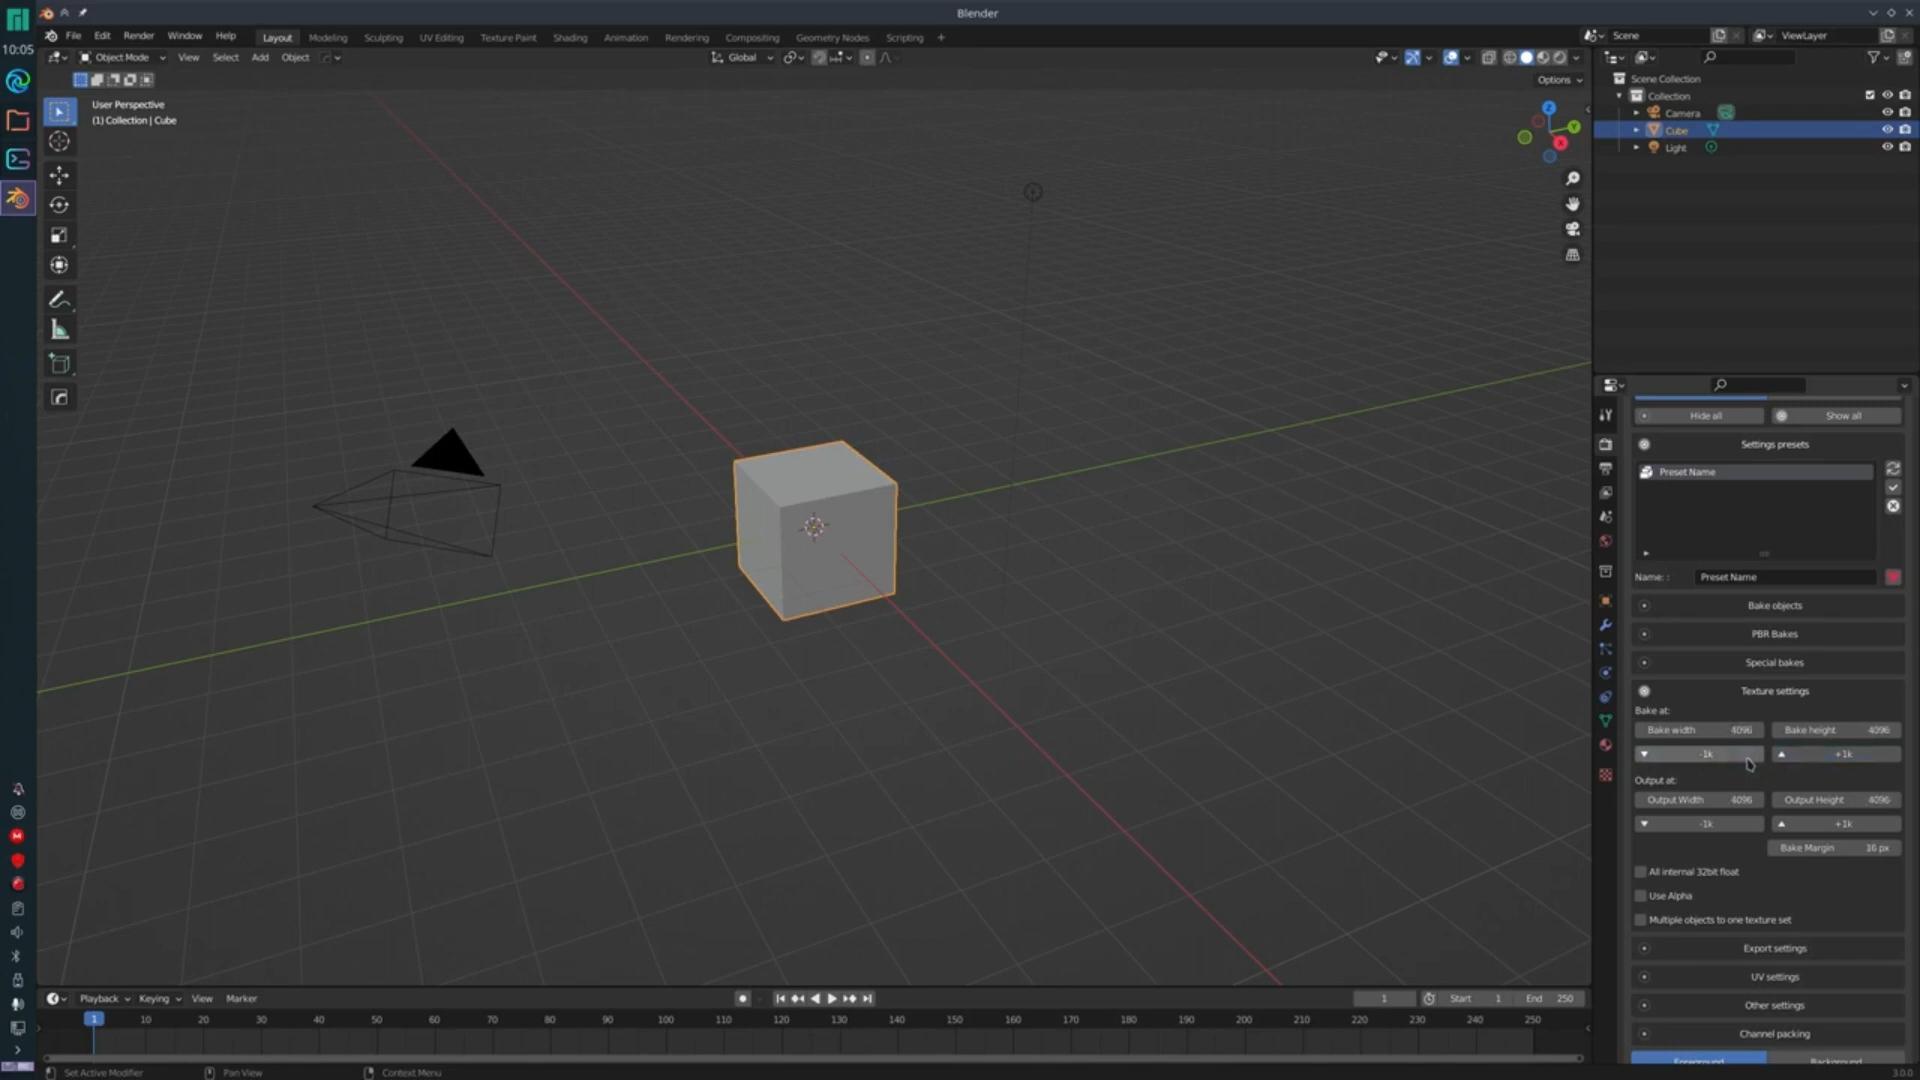 Blender
10:05
File Edit Render Window Help Layout Modeling Sculpting UV Editing Texture Paint Shading Animation Rendering Compositing Geometry Nodes Scripting + Scene ViewLayer
Object Mode View Select Add Object Global
Options
User Perspective
(1) Collection | Cube
Z
Y
X
Scene Collection
Collection
Camera
Cube
Light
Hide all Show all
Settings presets
Preset Name
Name: : Preset Name
Bake objects
PBR Bakes
Special bakes
Texture settings
Bake at:
Bake width 4096 Bake height 4096
-1k +1k
Output at:
Output Width 4096 Output Height 4096
-1k +1k
Bake Margin 16 px
All internal 32bit float
Use Alpha
Multiple objects to one texture set
Export settings
UV settings
Other settings
Channel packing
Foreground Background
Playback Keying View Marker 1 Start 1 End 250
1 10 20 30 40 50 60 70 80 90 100 110 120 130 140 150 160 170 180 190 200 210 220 230 240 250
Set Active Modifier Pan View Context Menu 3.0.0